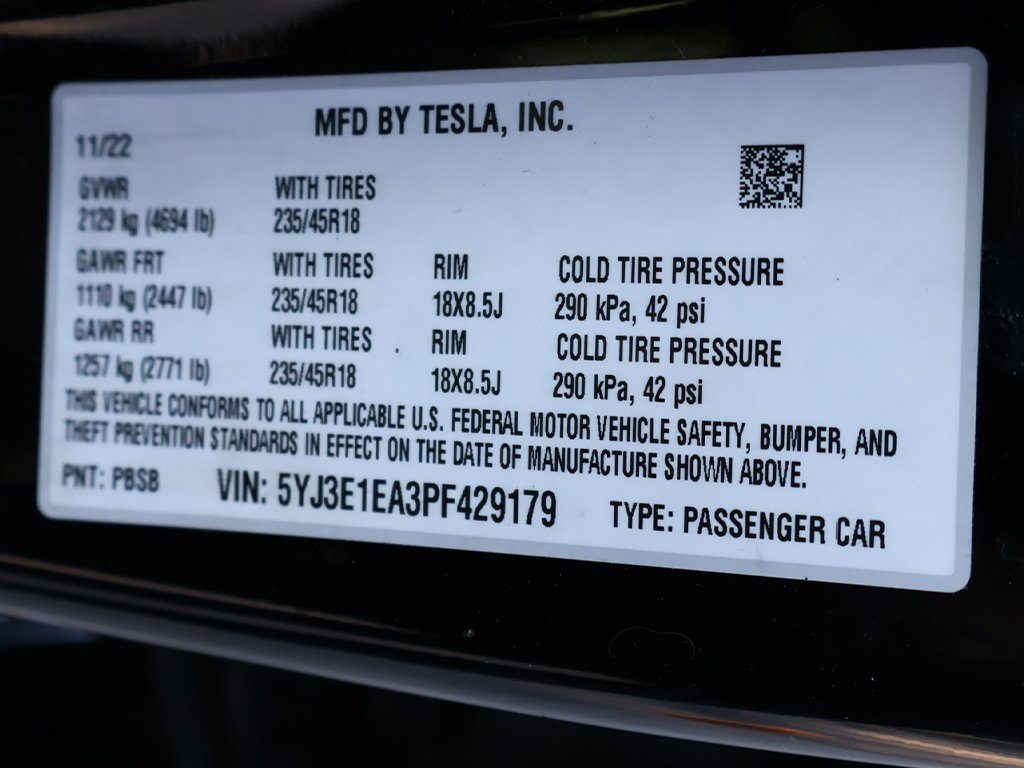 MFD BY TESLA, INC.
11/22
GVWR WITH TIRES
2129 kg (4694 lb) 235/45R18
GAWR FRT WITH TIRES RIM COLD TIRE PRESSURE
1110 kg (2447 lb) 235/45R18 18X8.5J 290 kPa, 42 psi
GAWR RR WITH TIRES RIM COLD TIRE PRESSURE
1257 kg (2771 lb) 235/45R18 18X8.5J 290 kPa, 42 psi
THIS VEHICLE CONFORMS TO ALL APPLICABLE U.S. FEDERAL MOTOR VEHICLE SAFETY, BUMPER, AND
THEFT PREVENTION STANDARDS IN EFFECT ON THE DATE OF MANUFACTURE SHOWN ABOVE.
PNT: PBSB VIN: 5YJ3E1EA3PF429179 TYPE: PASSENGER CAR